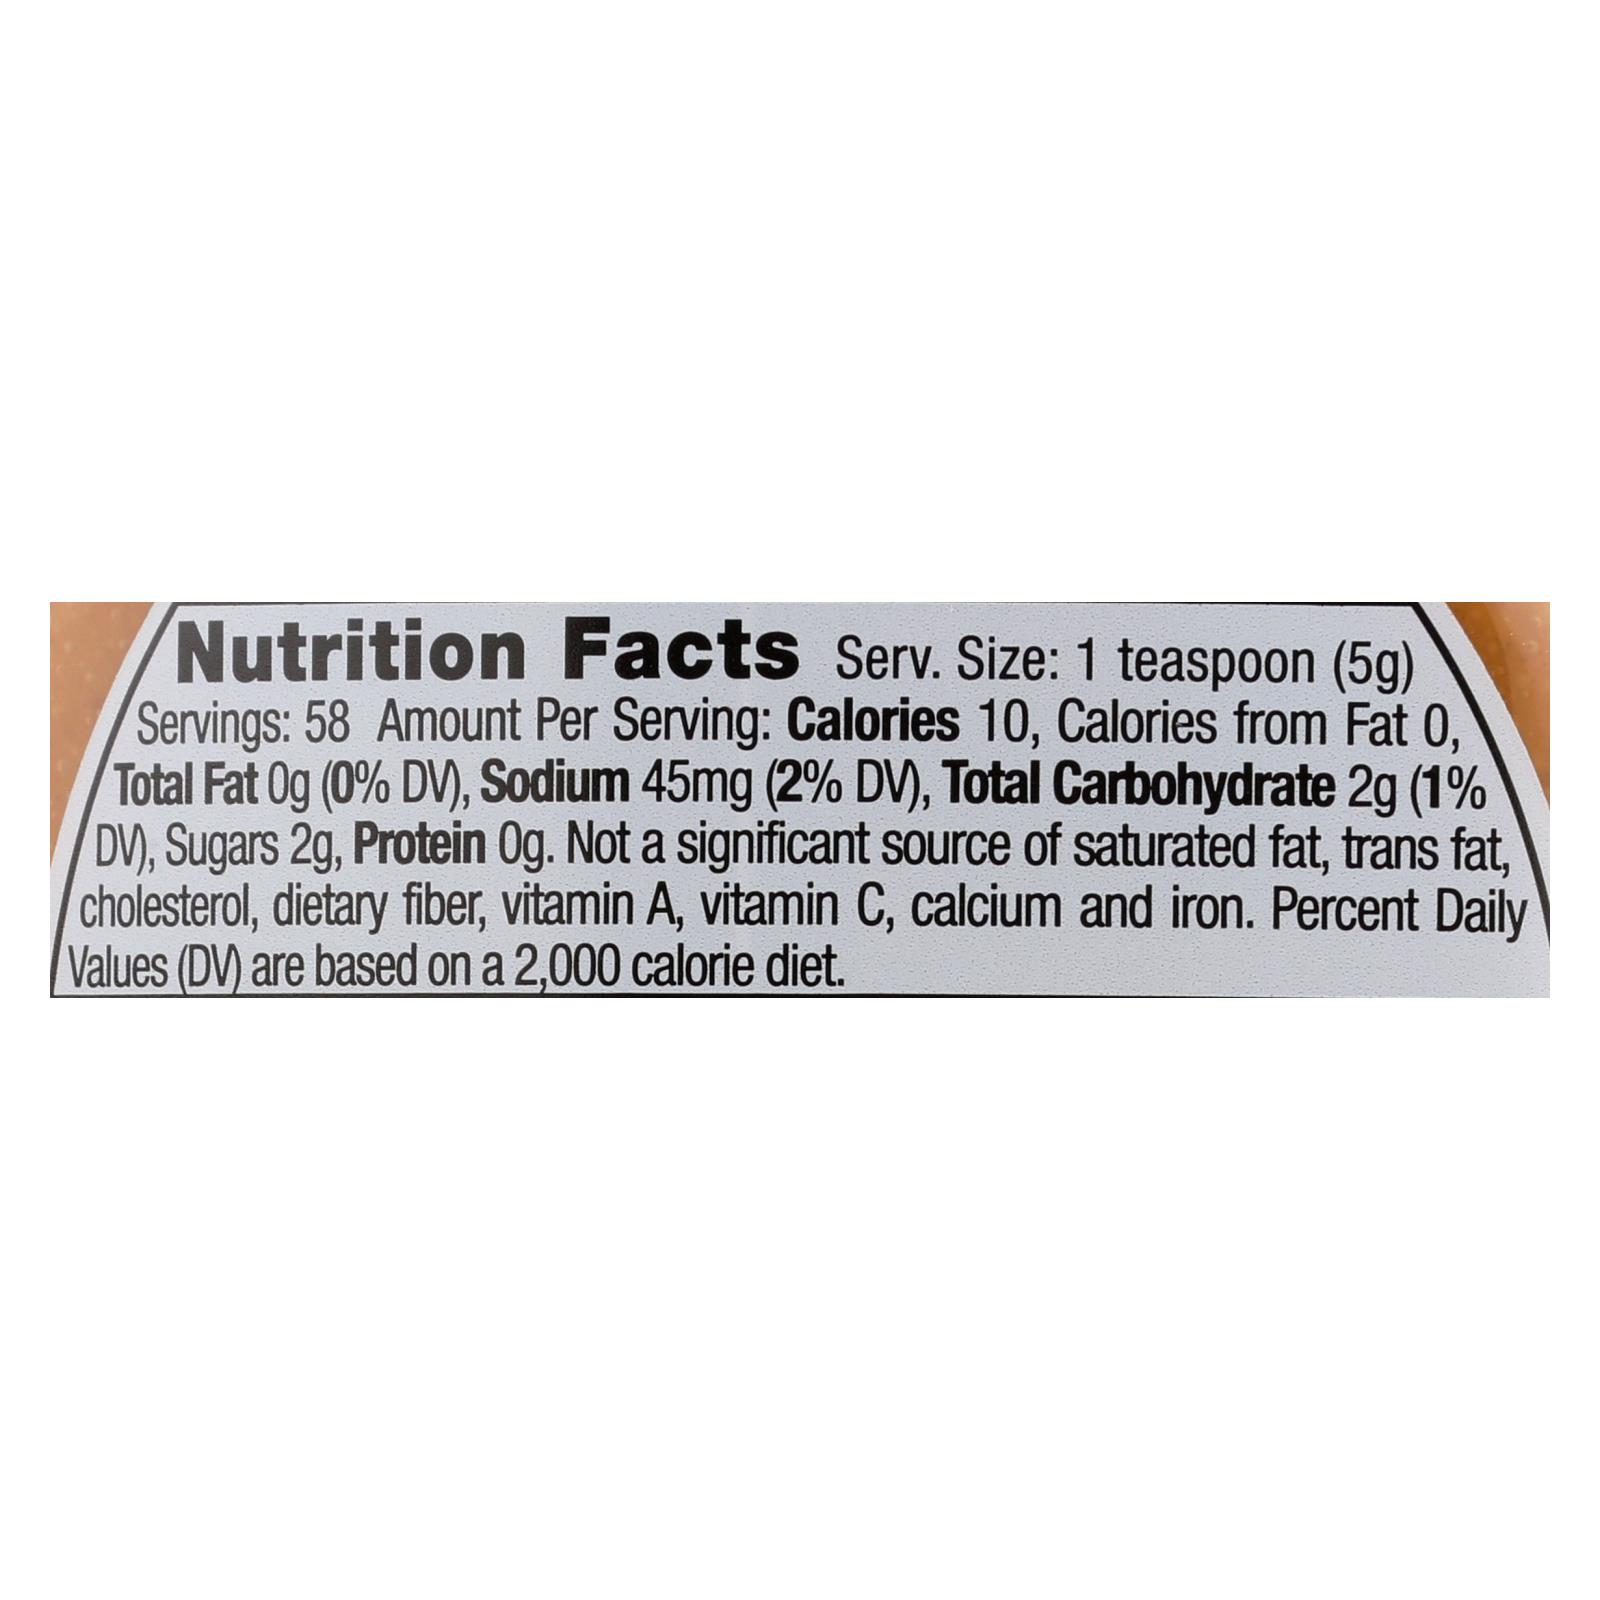 Nutrition Facts Serv. Size: 1 teaspoon (5g)
Servings: 58 Amount Per Serving: Calories 10, Calories from Fat 0,
Total Fat 0g (0% DV), Sodium 45mg (2% DV), Total Carbohydrate 2g (1%
DV), Sugars 2g, Protein 0g. Not a significant source of saturated fat, trans fat,
cholesterol, dietary fiber, vitamin A, vitamin C, calcium and iron. Percent Daily
Values (DV) are based on a 2,000 calorie diet.